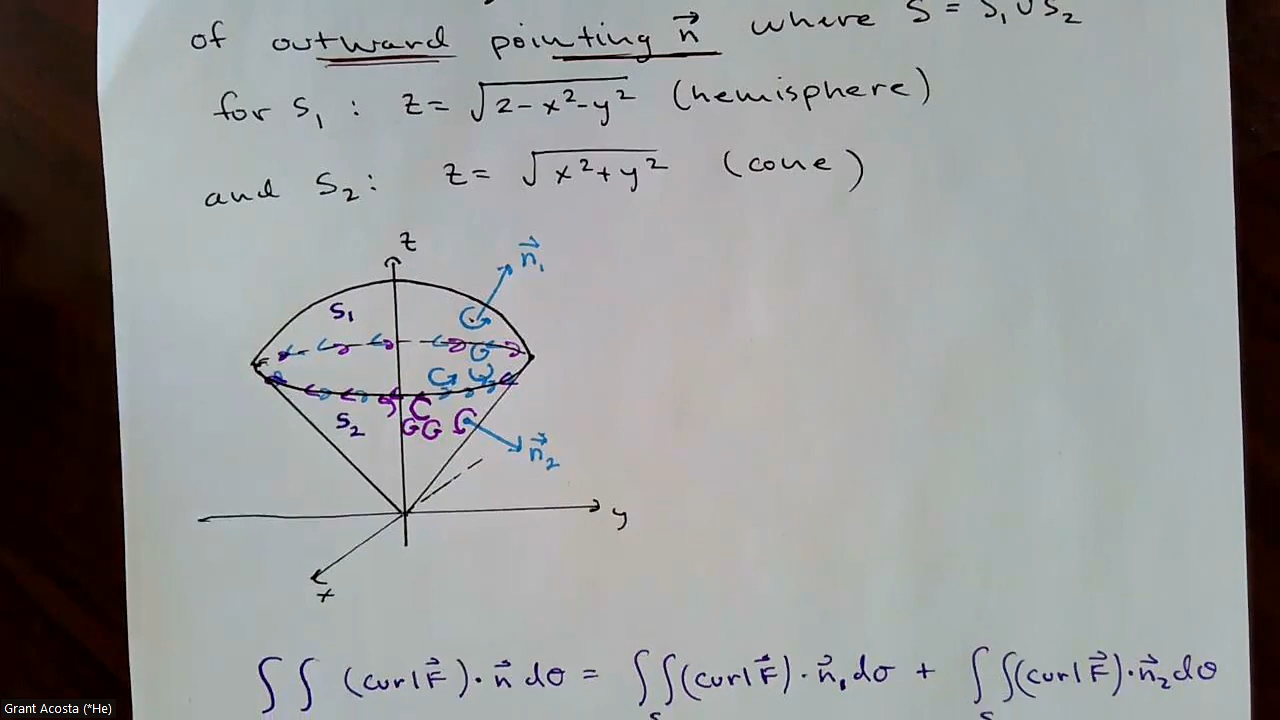 of outward pointing n⃗ where S = S₁ ∪ S₂
for S₁ : z = √(2-x²-y²) (hemisphere)
and S₂: z = √(x²+y²) (cone)
z
n⃗₁
S₁
S₂
n⃗₂
y
x
∫∫ (curl F⃗) · n⃗ dσ = ∫∫ (curl F⃗) · n⃗₁ dσ + ∫∫ (curl F⃗) · n⃗₂ dσ
Grant Acosta (*He)